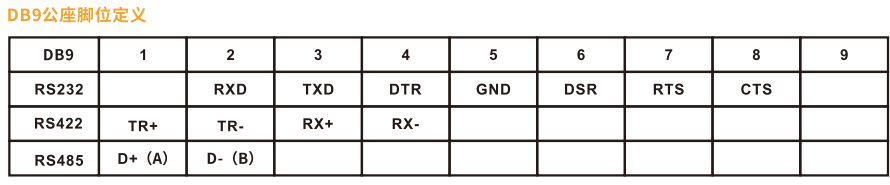 DB9公座脚位定义
DB9 1 2 3 4 5 6 7 8 9
RS232 RXD TXD DTR GND DSR RTS CTS
RS422 TR+ TR- RX+ RX-
RS485 D+（A） D-（B）